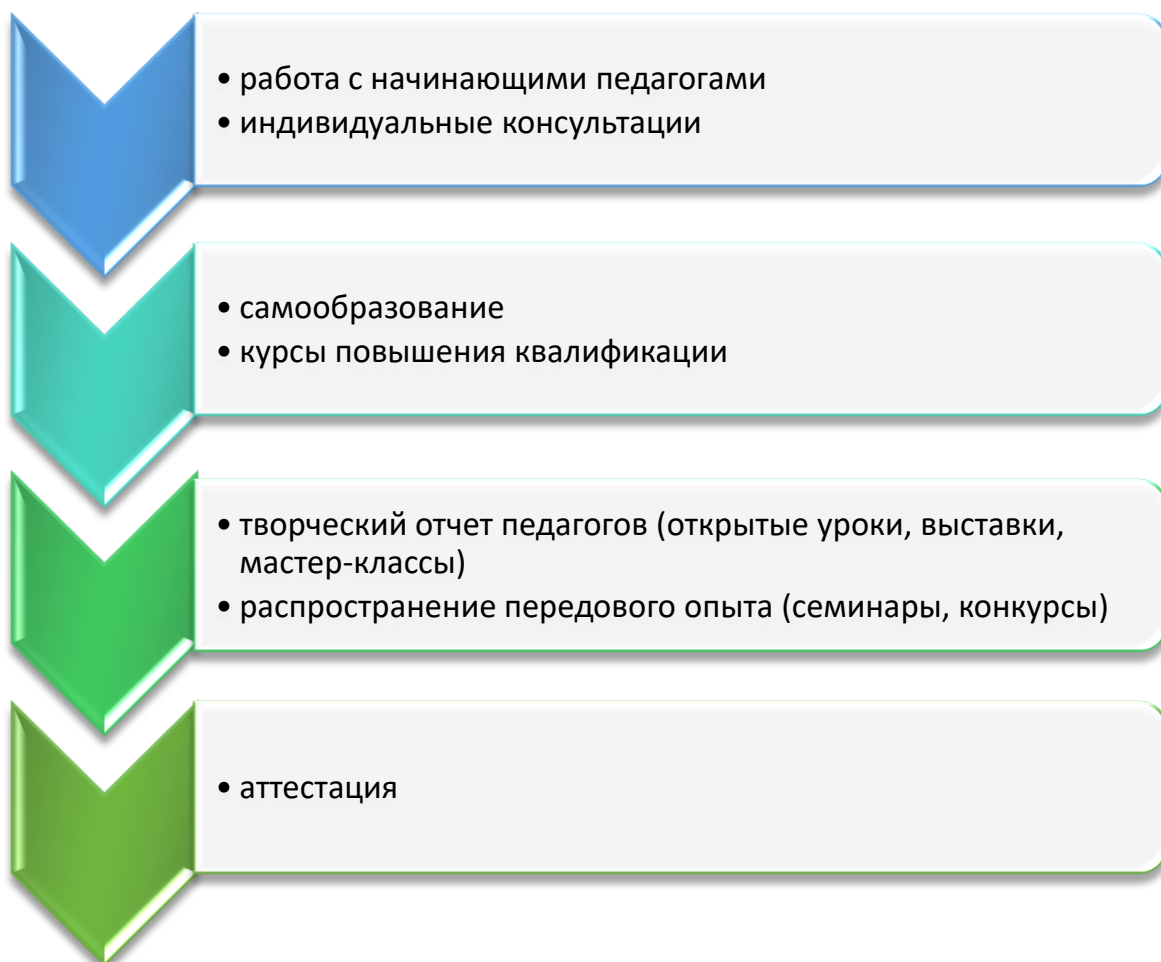 • работа с начинающими педагогами
• индивидуальные консультации
• самообразование
• курсы повышения квалификации
• творческий отчет педагогов (открытые уроки, выставки,
мастер-классы)
• распространение передового опыта (семинары, конкурсы)
• аттестация